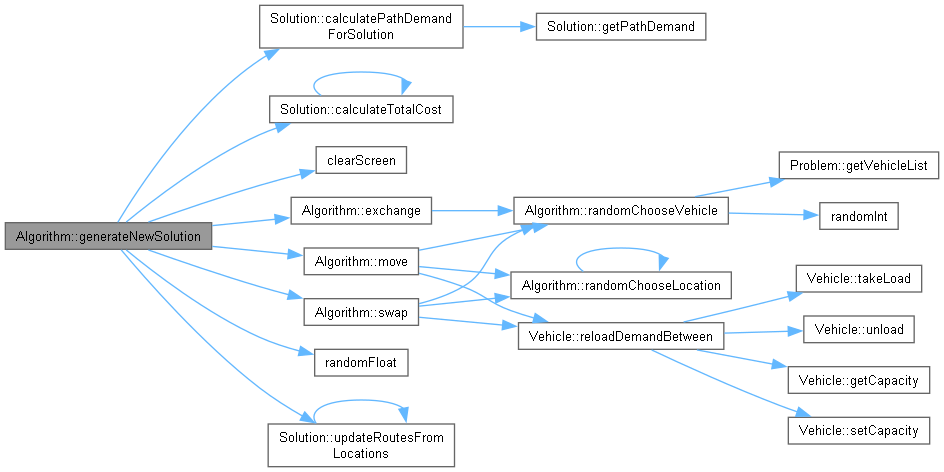 Solution::calculatePathDemand
ForSolution
Solution::getPathDemand
Solution::calculateTotalCost
clearScreen
Problem::getVehicleList
Algorithm::exchange
Algorithm::randomChooseVehicle
randomInt
Algorithm::generateNewSolution
Algorithm::move
Algorithm::randomChooseLocation
Vehicle::takeLoad
Algorithm::swap
Vehicle::reloadDemandBetween
Vehicle::unload
randomFloat
Vehicle::getCapacity
Solution::updateRoutesFrom
Locations
Vehicle::setCapacity